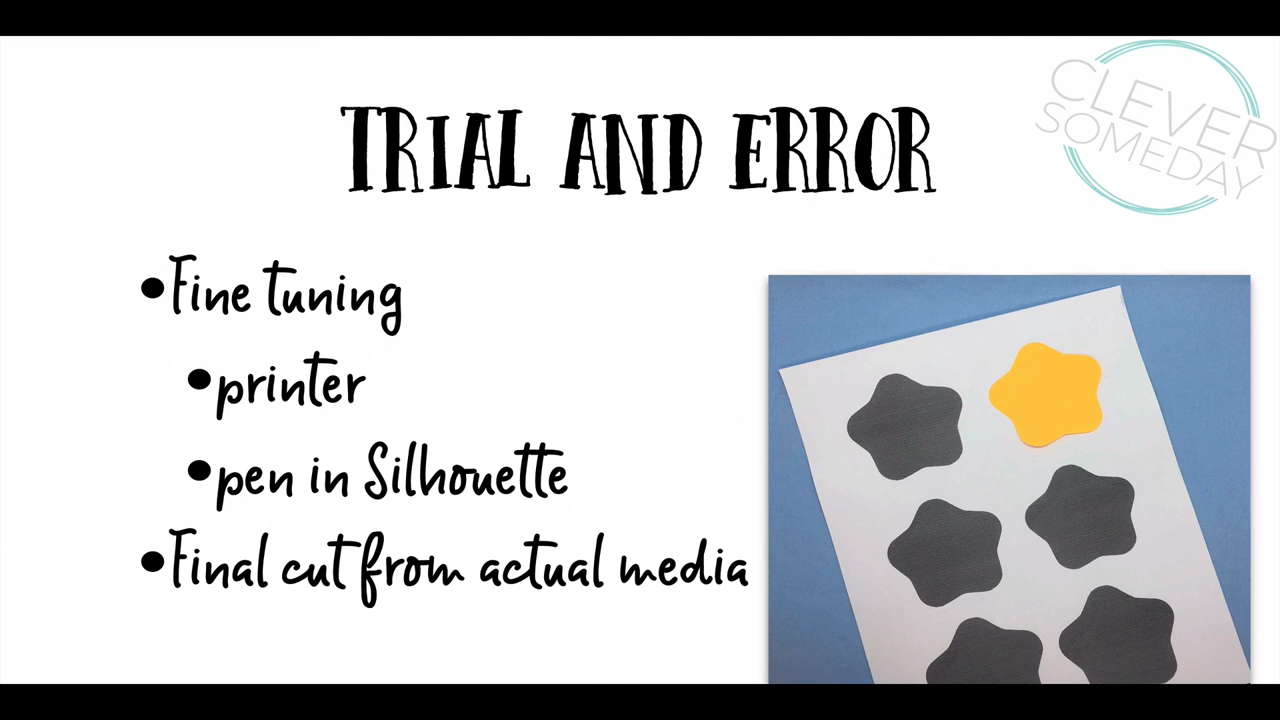 CLEVER
SOMEDAY
TRIAL AND ERROR
•Fine tuning
•printer
•pen in Silhouette
•Final cut from actual media